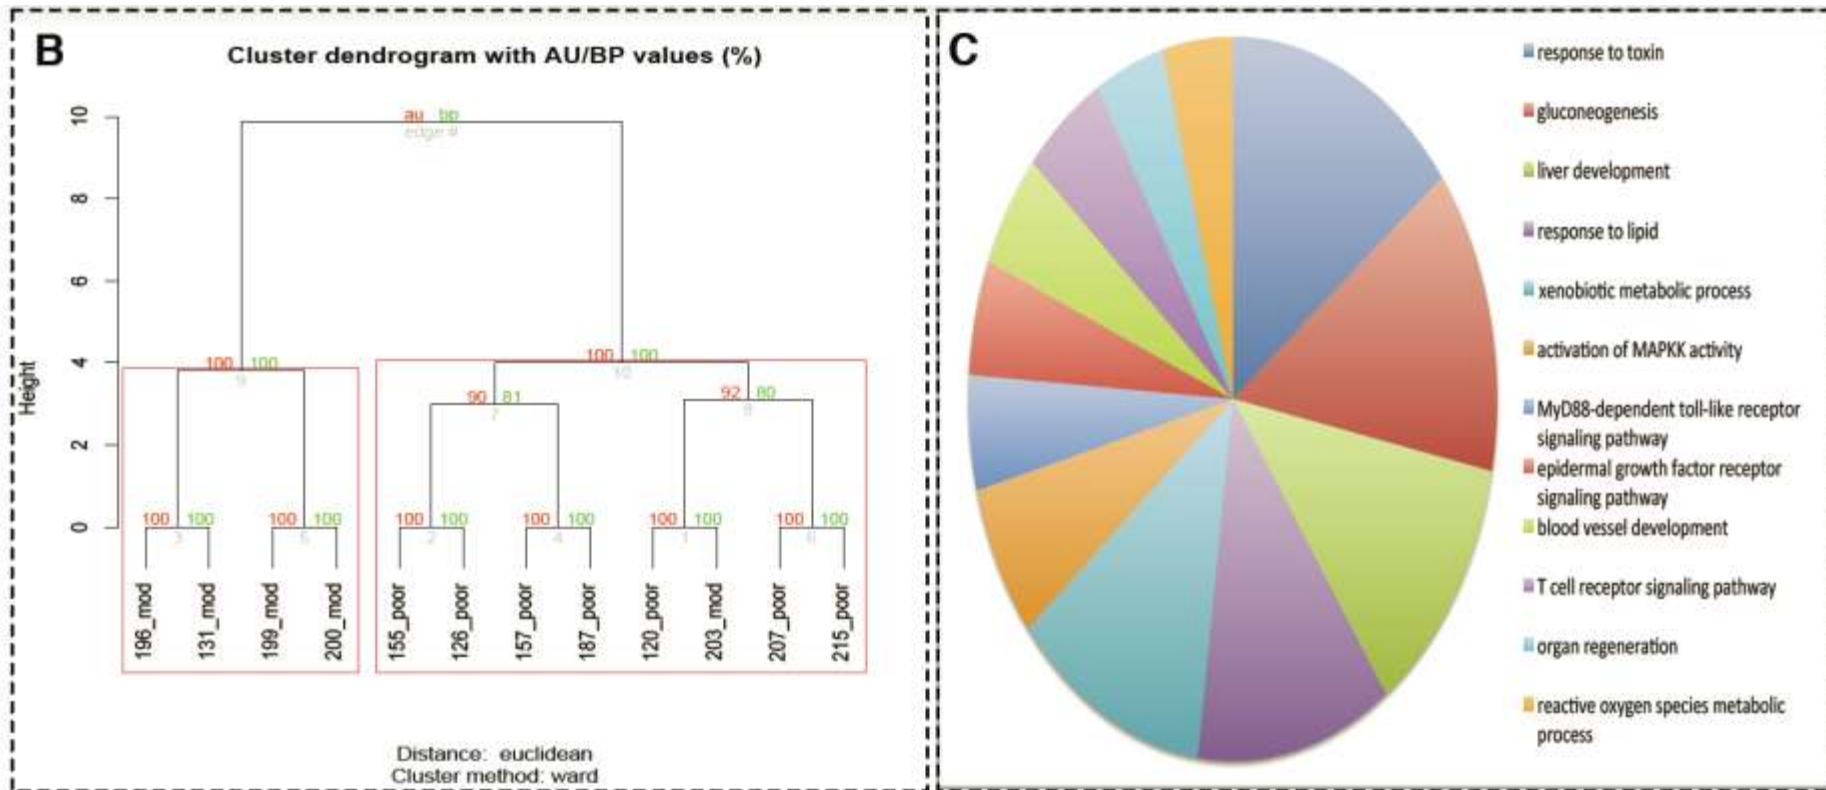 B
Cluster dendrogram with AU/BP values (%)
au bp
edge #
10
8
6
4
2
0
Height
100 100
9
100 100
10
90 81
7
92 80
8
100 100
3
100 100
5
100 100
2
100 100
4
100 100
1
100 100
6
196_mod
131_mod
199_mod
200_mod
155_poor
126_poor
157_poor
187_poor
120_poor
203_mod
207_poor
215_poor
Distance: euclidean
Cluster method: ward
C
response to toxin
gluconeogenesis
liver development
response to lipid
xenobiotic metabolic process
activation of MAPKK activity
MyD88-dependent toll-like receptor
signaling pathway
epidermal growth factor receptor
signaling pathway
blood vessel development
T cell receptor signaling pathway
organ regeneration
reactive oxygen species metabolic
process